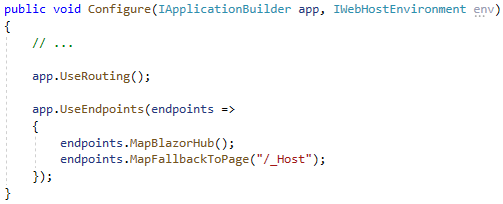 public void Configure(IApplicationBuilder app, IWebHostEnvironment env)
{
// ...
app.UseRouting();
app.UseEndpoints(endpoints =>
{
endpoints.MapBlazorHub();
endpoints.MapFallbackToPage("/_Host");
});
}